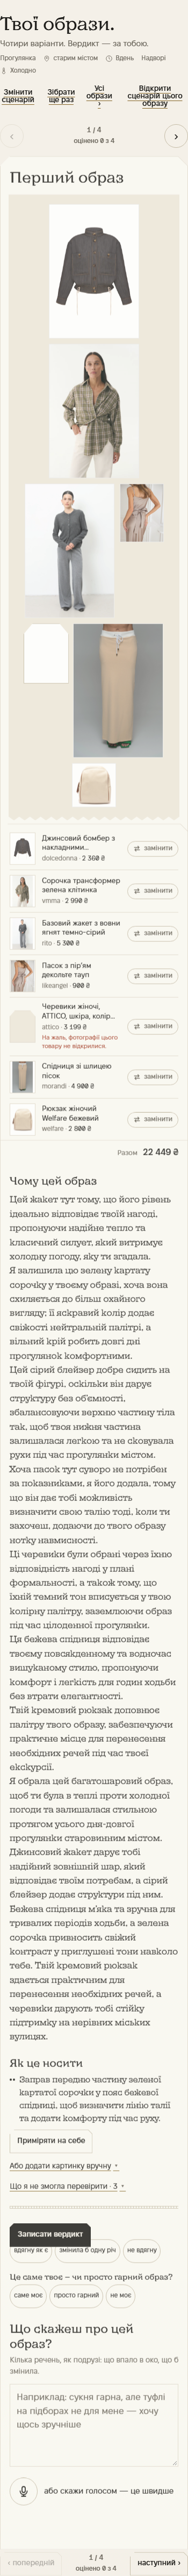 Твої образи.
Чотири варіанти. Вердикт — за тобою.
Прогулянка старим містом Вдень Надворі
Холодно
Змінити сценарій
Зібрати ще раз
Усі образи ›
Відкрити сценарій цього образу
‹
1 / 4
оцінено 0 з 4
›
Перший образ
Джинсовий бомбер з
накладними…
dolcedonna · 2 360 ₴
замінити
Сорочка трансформер
зелена клітинка
vmma · 2 990 ₴
замінити
Базовий жакет з вовни
ягнят темно-сірий
rito · 5 300 ₴
замінити
Пасок з пір'ям
декольте тауп
likeangel · 900 ₴
замінити
Черевики жіночі,
ATTICO, шкіра, колір…
attico · 3 199 ₴
На жаль, фотографії цього
товару не відкрилися.
замінити
Спідниця зі шлицею
пісок
morandi · 4 900 ₴
замінити
Рюкзак жіночий
Welfare бежевий
welfare · 2 800 ₴
замінити
Разом 22 449 ₴
Чому цей образ
Цей жакет тут тому, що його рівень
ідеально відповідає твоїй нагоді,
пропонуючи надійне тепло та
класичний силует, який витримує
холодну погоду, яку ти згадала.
Я залишила цю зелену картату
сорочку у твоєму образі, хоча вона
схиляється до більш охайного
вигляду; її яскравий колір додає
свіжості нейтральній палітрі, а
вільний крій робить довгі дні
прогулянок комфортними.
Цей сірий блейзер добре сидить на
твоїй фігурі, оскільки він дарує
структуру без об'ємності,
збалансовуючи верхню частину тіла
так, щоб твоя нижня частина
залишалася легкою та не сковувала
рухи під час прогулянки містом.
Хоча пасок тут суворо не потрібен
за показниками, я його додала, тому
що він дає тобі можливість
визначити свою талію тоді, коли ти
захочеш, додаючи до твого образу
нотку навмисності.
Ці черевики були обрані через їхню
відповідність нагоді у плані
формальності, а також тому, що
їхній темний тон вписується у твою
колірну палітру, заземлюючи образ
під час цілоденної прогулянки.
Ця бежева спідниця відповідає
твоєму повсякденному та водночас
вишуканому стилю, пропонуючи
комфорт і легкість для годин ходьби
без втрати елегантності.
Твій кремовий рюкзак доповнює
палітру твого образу, забезпечуючи
практичне місце для перенесення
необхідних речей під час твоєї
екскурсії.
Я обрала цей багатошаровий образ,
щоб ти була в теплі проти холодної
погоди та залишалася стильною
протягом усього дня-довгої
прогулянки старовинним містом.
Джинсовий жакет дарує тобі
надійний зовнішній шар, який
відповідає твоїм потребам, а сірий
блейзер додає структури під ним.
Бежева спідниця м'яка та зручна для
тривалих періодів ходьби, а зелена
сорочка привносить свіжий
контраст у приглушені тони навколо
тебе. Твій кремовий рюкзак
здається практичним для
перенесення необхідних речей, а
черевики дарують тобі стійку
підтримку на нерівних міських
вулицях.
Як це носити
Заправ передню частину зеленої
картатої сорочки у пояс бежевої
спідниці, щоб визначити лінію талії
та додати комфорту під час руху.
Приміряти на себе
Або додати картинку вручну
Що я не змогла перевірити · 3
Записати вердикт
вдягну як є
змінила б одну річ
не вдягну
Це саме твоє — чи просто гарний образ?
саме моє
просто гарний
не моє
Що скажеш про цей
образ?
Кілька речень, як подрузі: що впало в око, що б
змінила.
Наприклад: сукня гарна, але туфлі
на підборах не для мене — хочу
щось зручніше
або скажи голосом — це швидше
‹ попередній
1 / 4
оцінено 0 з 4
наступний ›